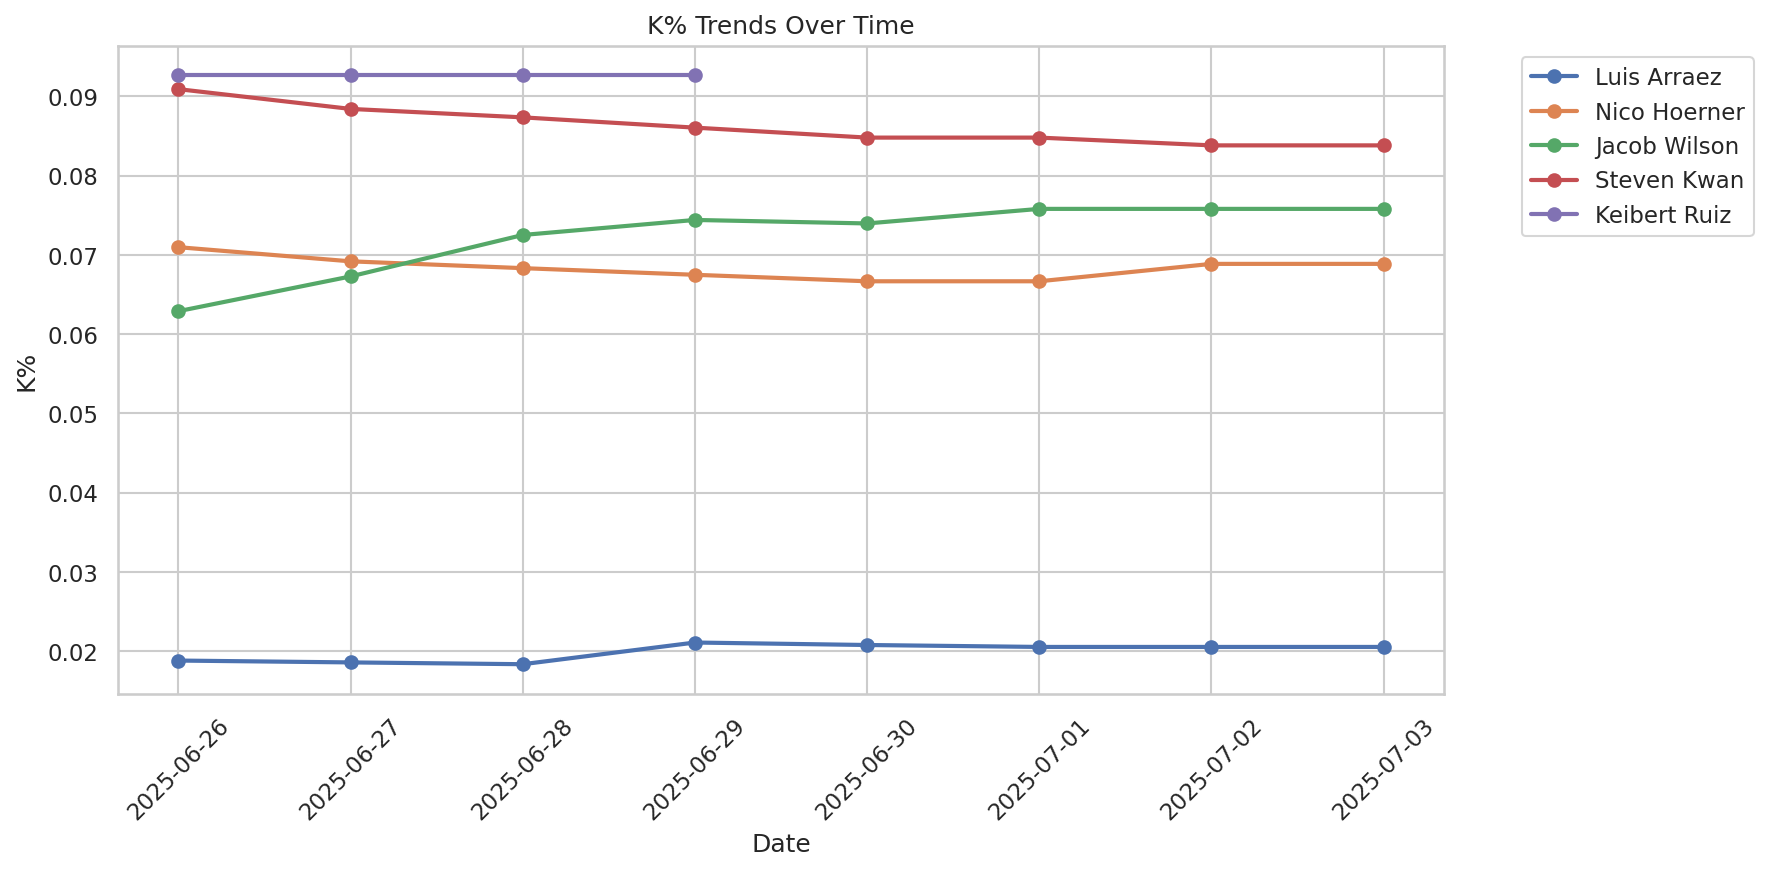 K% Trends Over Time
Luis Arraez
Nico Hoerner
Jacob Wilson
Steven Kwan
Keibert Ruiz
K%
0.09
0.08
0.07
0.06
0.05
0.04
0.03
0.02
2025-06-26
2025-06-27
2025-06-28
2025-06-29
2025-06-30
2025-07-01
2025-07-02
2025-07-03
Date